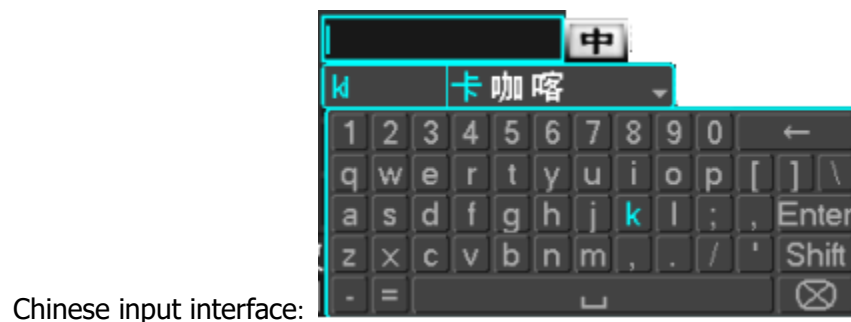 中
k 卡 咖 喀
1 2 3 4 5 6 7 8 9 0 ←
q w e r t y u i o p [ ] \
a s d f g h j k l ; , Enter
z x c v b n m , . / ' Shift
Chinese input interface: - =